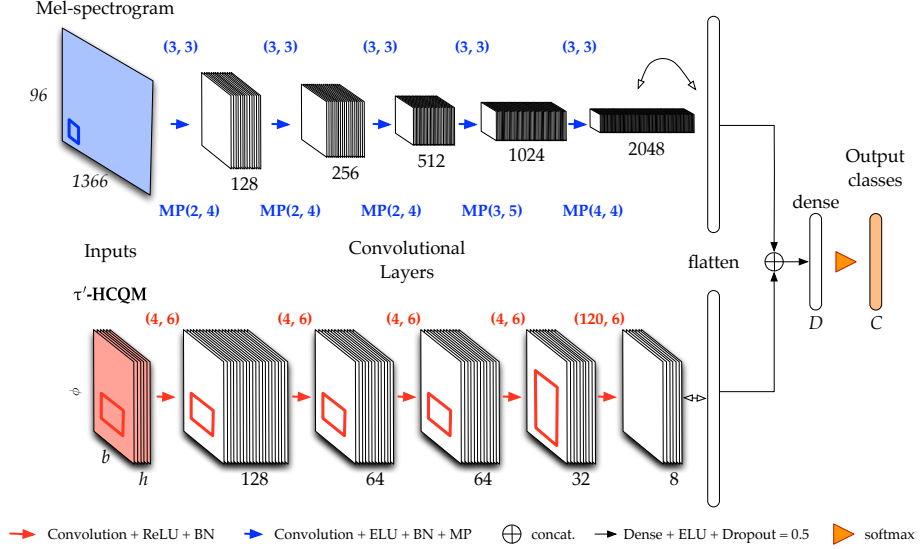 Mel-spectrogram
(3, 3) (3, 3) (3, 3) (3, 3) (3, 3)
96
1366
128 256 512 1024 2048
MP(2, 4) MP(2, 4) MP(2, 4) MP(3, 5) MP(4, 4)
Output
classes
dense
Inputs
Convolutional
Layers
flatten
τ′-HCQM
(4, 6) (4, 6) (4, 6) (4, 6) (120, 6)
D C
ϕ
b
h
128 64 64 32 8
Convolution + ReLU + BN Convolution + ELU + BN + MP concat. Dense + ELU + Dropout = 0.5 softmax